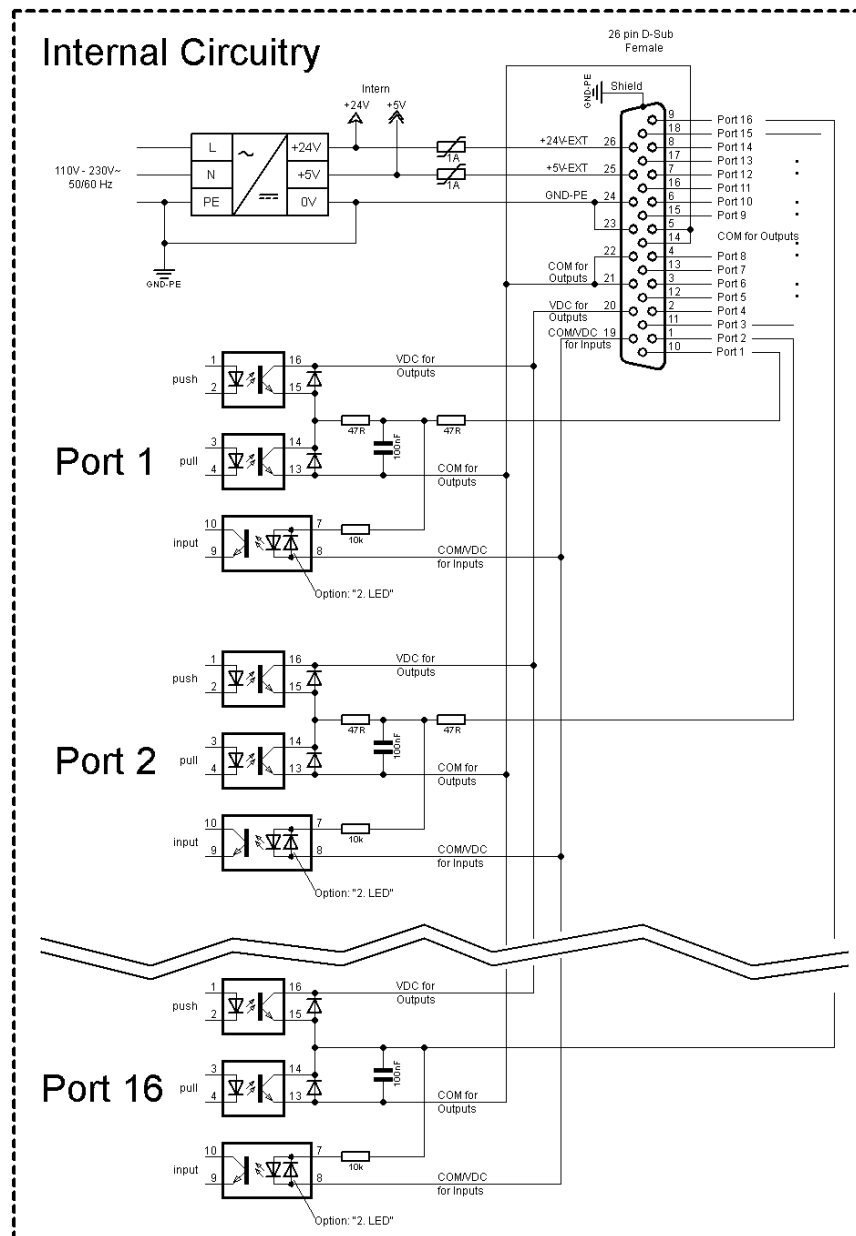 Internal Circuitry
26 pin D-Sub
Female
GND-PE
Shield
Intern
+24V
+5V
L
N
PE
~
+24V
+5V
0V
110V - 230V~
50/60 Hz
GND-PE
1A
1A
+24V-EXT
+5V-EXT
GND-PE
COM for
Outputs
VDC for
Outputs
COM/VDC
for Inputs
26
25
24
23
22
21
20
19
9
18
8
17
7
16
6
15
5
14
4
13
3
12
2
11
1
10
Port 16
Port 15
Port 14
Port 13
Port 12
Port 11
Port 10
Port 9
COM for Outputs
Port 8
Port 7
Port 6
Port 5
Port 4
Port 3
Port 2
Port 1
Port 1
push
1
2
16
15
VDC for
Outputs
47R
100nF
47R
pull
3
4
14
13
COM for
Outputs
input
10
9
7
8
10k
COM/VDC
for Inputs
Option: "2. LED"
Port 2
push
1
2
16
15
VDC for
Outputs
47R
100nF
47R
pull
3
4
14
13
COM for
Outputs
input
10
9
7
8
10k
COM/VDC
for Inputs
Option: "2. LED"
Port 16
push
1
2
16
15
VDC for
Outputs
100nF
pull
3
4
14
13
COM for
Outputs
input
10
9
7
8
10k
COM/VDC
for Inputs
Option: "2. LED"